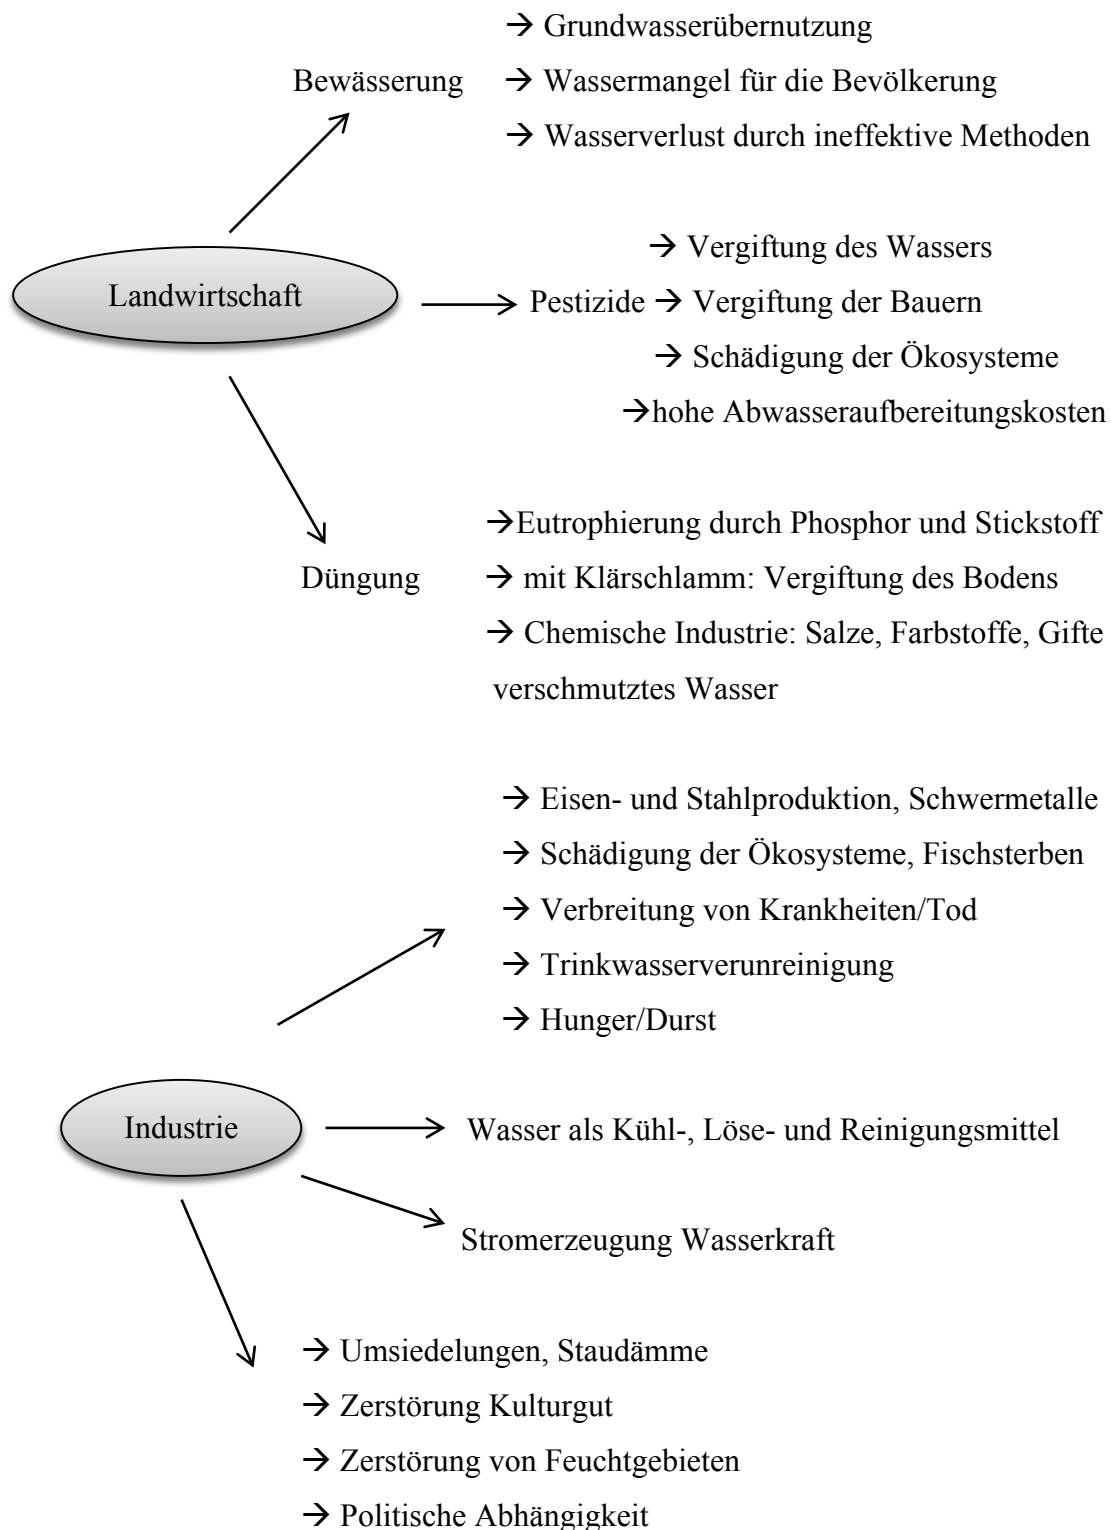 → Grundwasserübernutzung
Bewässerung → Wassermangel für die Bevölkerung
→ Wasserverlust durch ineffektive Methoden
→ Vergiftung des Wassers
Landwirtschaft
Pestizide → Vergiftung der Bauern
→ Schädigung der Ökosysteme
→hohe Abwasseraufbereitungskosten
→Eutrophierung durch Phosphor und Stickstoff
Düngung → mit Klärschlamm: Vergiftung des Bodens
→ Chemische Industrie: Salze, Farbstoffe, Gifte
verschmutztes Wasser
→ Eisen- und Stahlproduktion, Schwermetalle
→ Schädigung der Ökosysteme, Fischsterben
→ Verbreitung von Krankheiten/Tod
→ Trinkwasserverunreinigung
→ Hunger/Durst
Industrie
Wasser als Kühl-, Löse- und Reinigungsmittel
Stromerzeugung Wasserkraft
→ Umsiedelungen, Staudämme
→ Zerstörung Kulturgut
→ Zerstörung von Feuchtgebieten
→ Politische Abhängigkeit